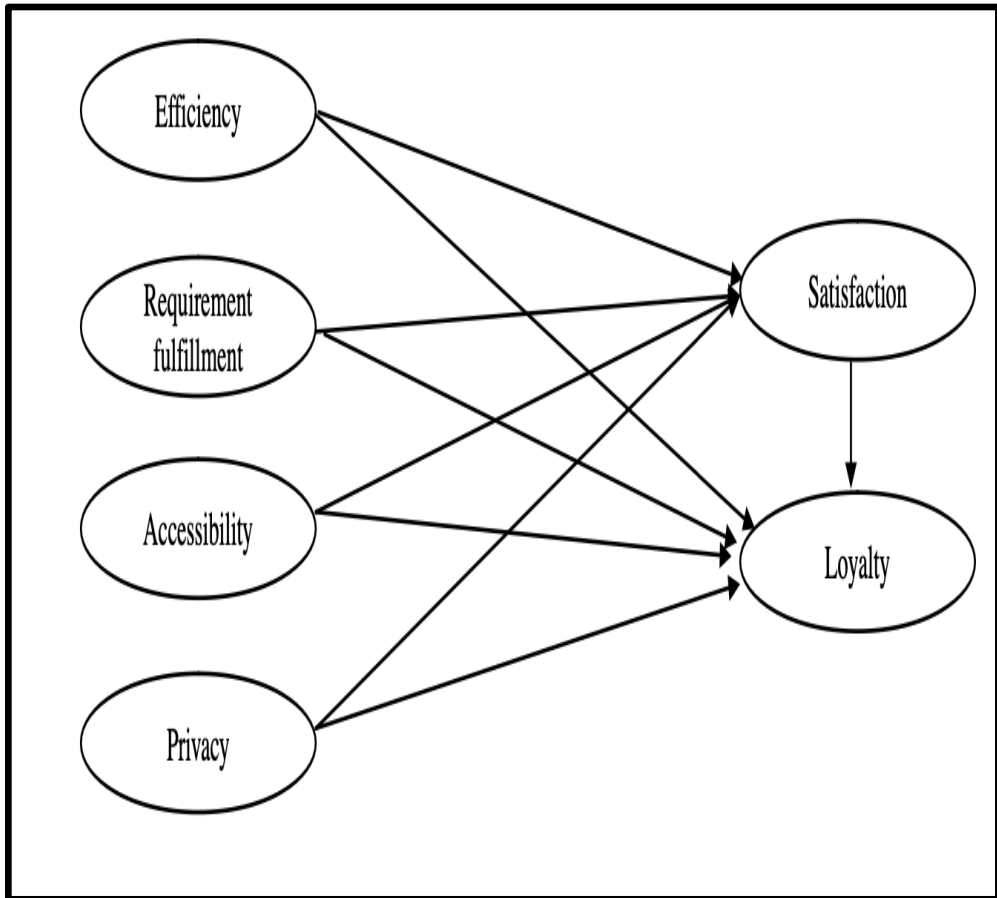 Efficiency
Requirement
fulfillment
Accessibility
Privacy
Satisfaction
Loyalty